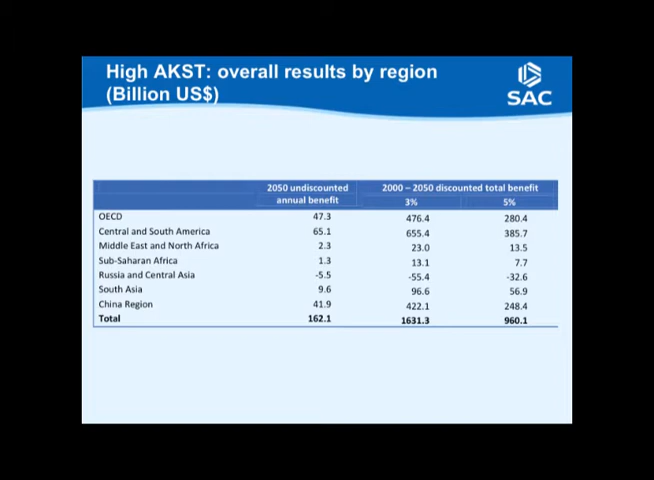 High AKST: overall results by region
(Billion US$)
SAC
2050 undiscounted 2000 – 2050 discounted total benefit
annual benefit 3% 5%
OECD 47.3 476.4 280.4
Central and South America 65.1 655.4 385.7
Middle East and North Africa 2.3 23.0 13.5
Sub-Saharan Africa 1.3 13.1 7.7
Russia and Central Asia -5.5 -55.4 -32.6
South Asia 9.6 96.6 56.9
China Region 41.9 422.1 248.4
Total 162.1 1631.3 960.1